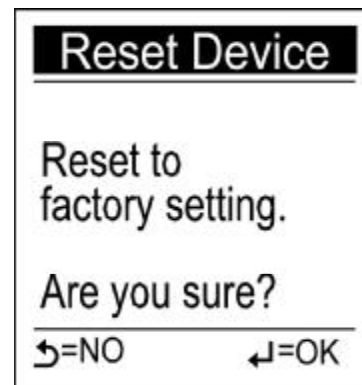 Reset Device
Reset to
factory setting.
Are you sure?
⮌=NO ↵=OK